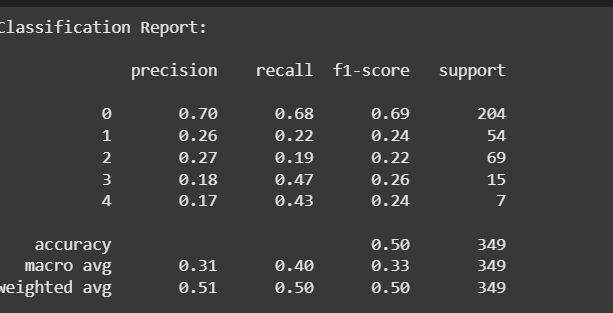 Classification Report:
precision recall f1-score support
0 0.70 0.68 0.69 204
1 0.26 0.22 0.24 54
2 0.27 0.19 0.22 69
3 0.18 0.47 0.26 15
4 0.17 0.43 0.24 7
accuracy 0.50 349
macro avg 0.31 0.40 0.33 349
weighted avg 0.51 0.50 0.50 349